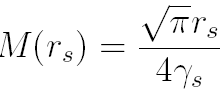 M(r_s) = \frac{\sqrt{\pi} r_s}{4\gamma_s}